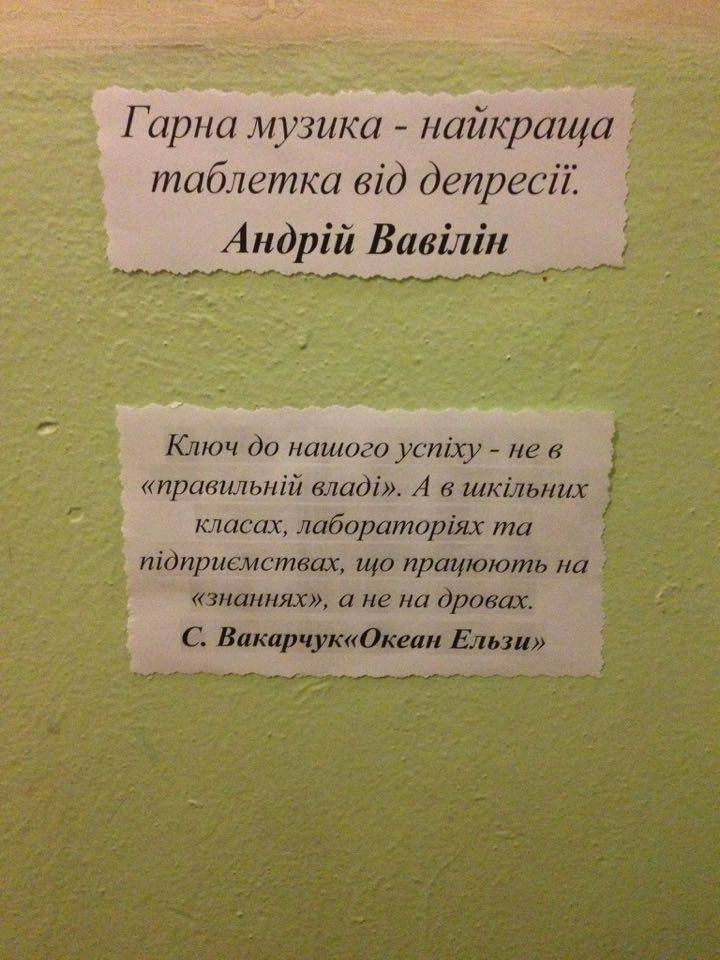 Гарна музика - найкраща
таблетка від депресії.
Андрій Вавілін
Ключ до нашого успіху - не в
«правильній владі». А в шкільних
класах, лабораторіях та
підприємствах, що працюють на
«знаннях», а не на дровах.
С. Вакарчук«Океан Ельзи»